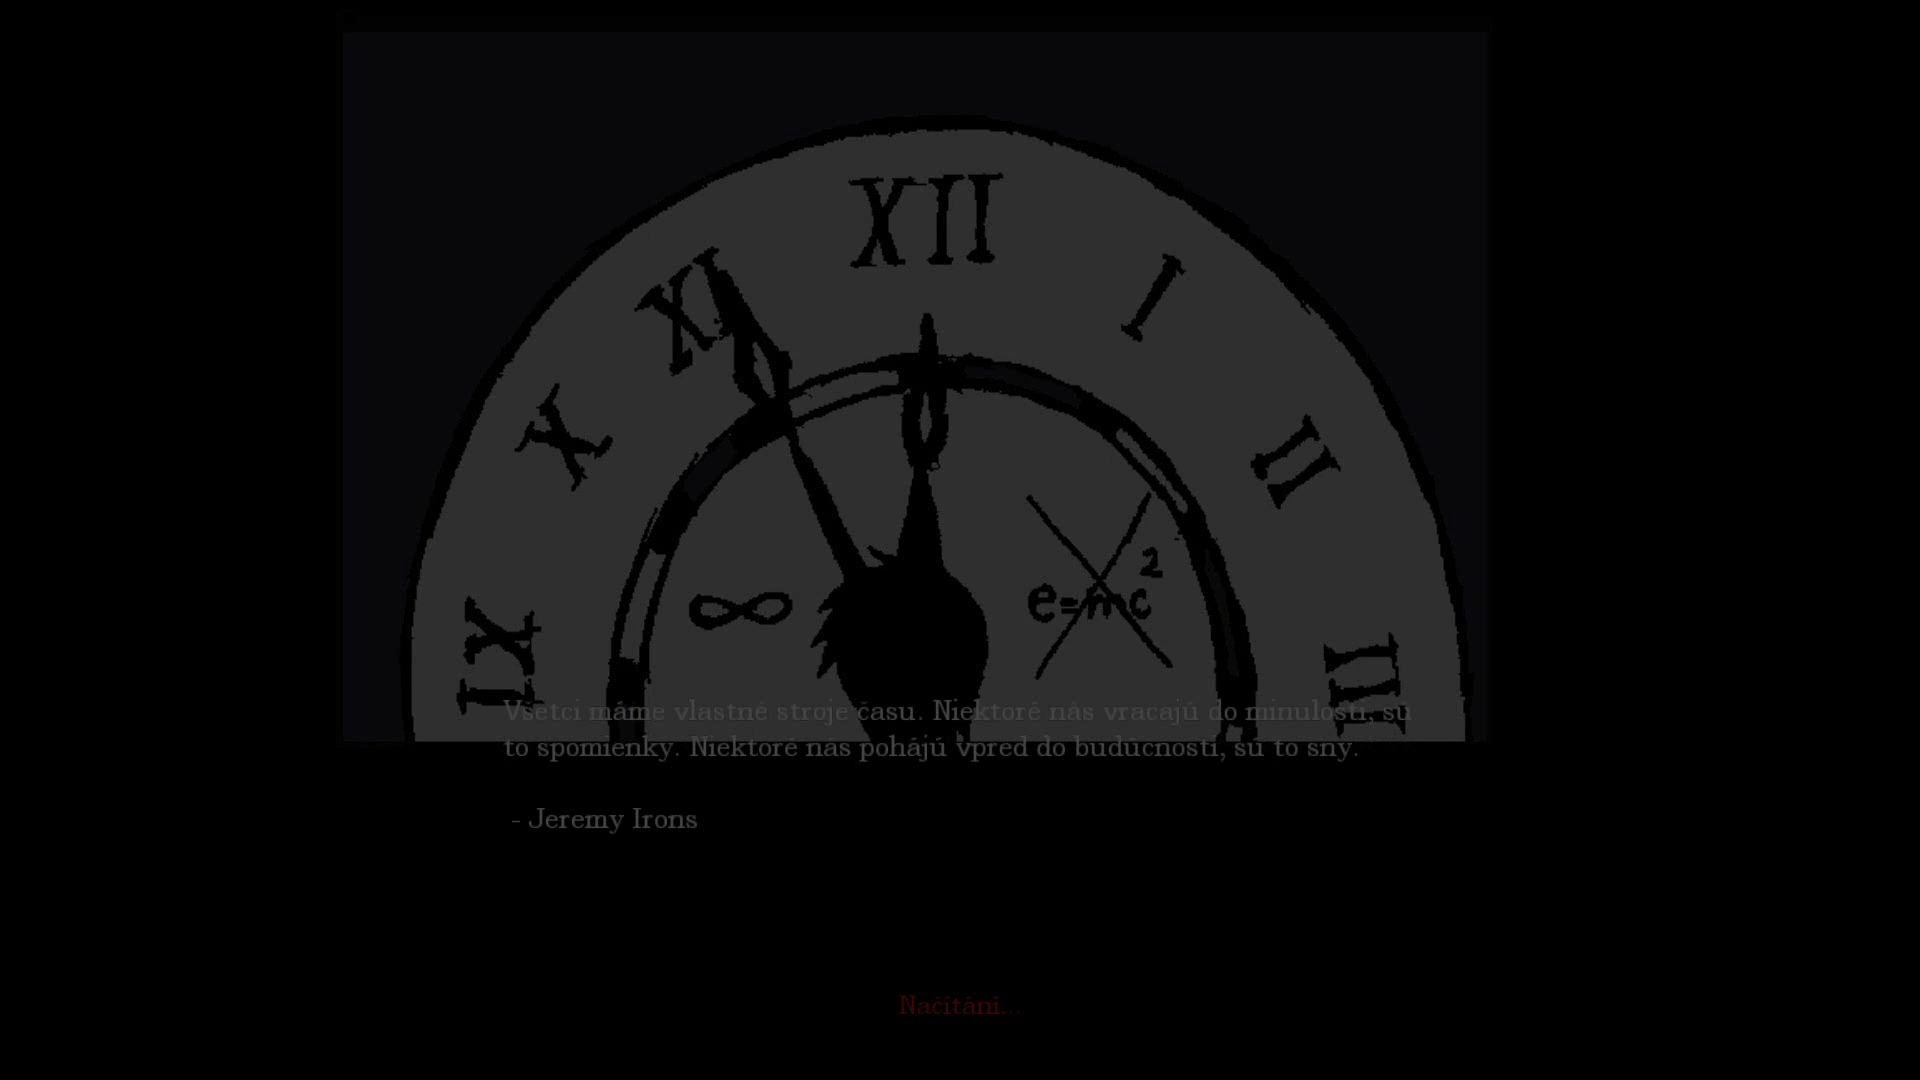 XII
XI
I
X
II
IX
III
∞
e=mc²
Všetci máme vlastné stroje času. Niektoré nás vracajú do minulosti, sú
to spomienky. Niektoré nás poháju vpred do budúcnosti, sú to sny.
- Jeremy Irons
Načítání...